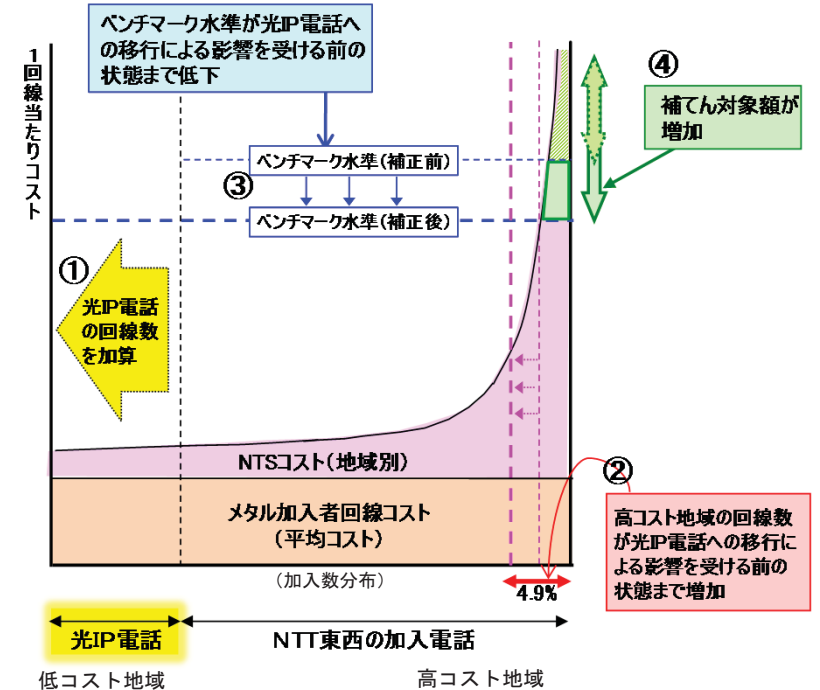 ベンチマーク水準が光IP電話へ
の移行による影響を受ける前の
状態まで低下
1回線当たりコスト
④
補てん対象額が
増加
ベンチマーク水準(補正前)
③
ベンチマーク水準(補正後)
①
光IP電話
の回線数
を加算
NTSコスト(地域別)
②
メタル加入者回線コスト
(平均コスト)
高コスト地域の回線数
が光IP電話への移行に
よる影響を受ける前の
状態まで増加
(加入数分布)
4.9%
光IP電話
NTT東西の加入電話
低コスト地域
高コスト地域